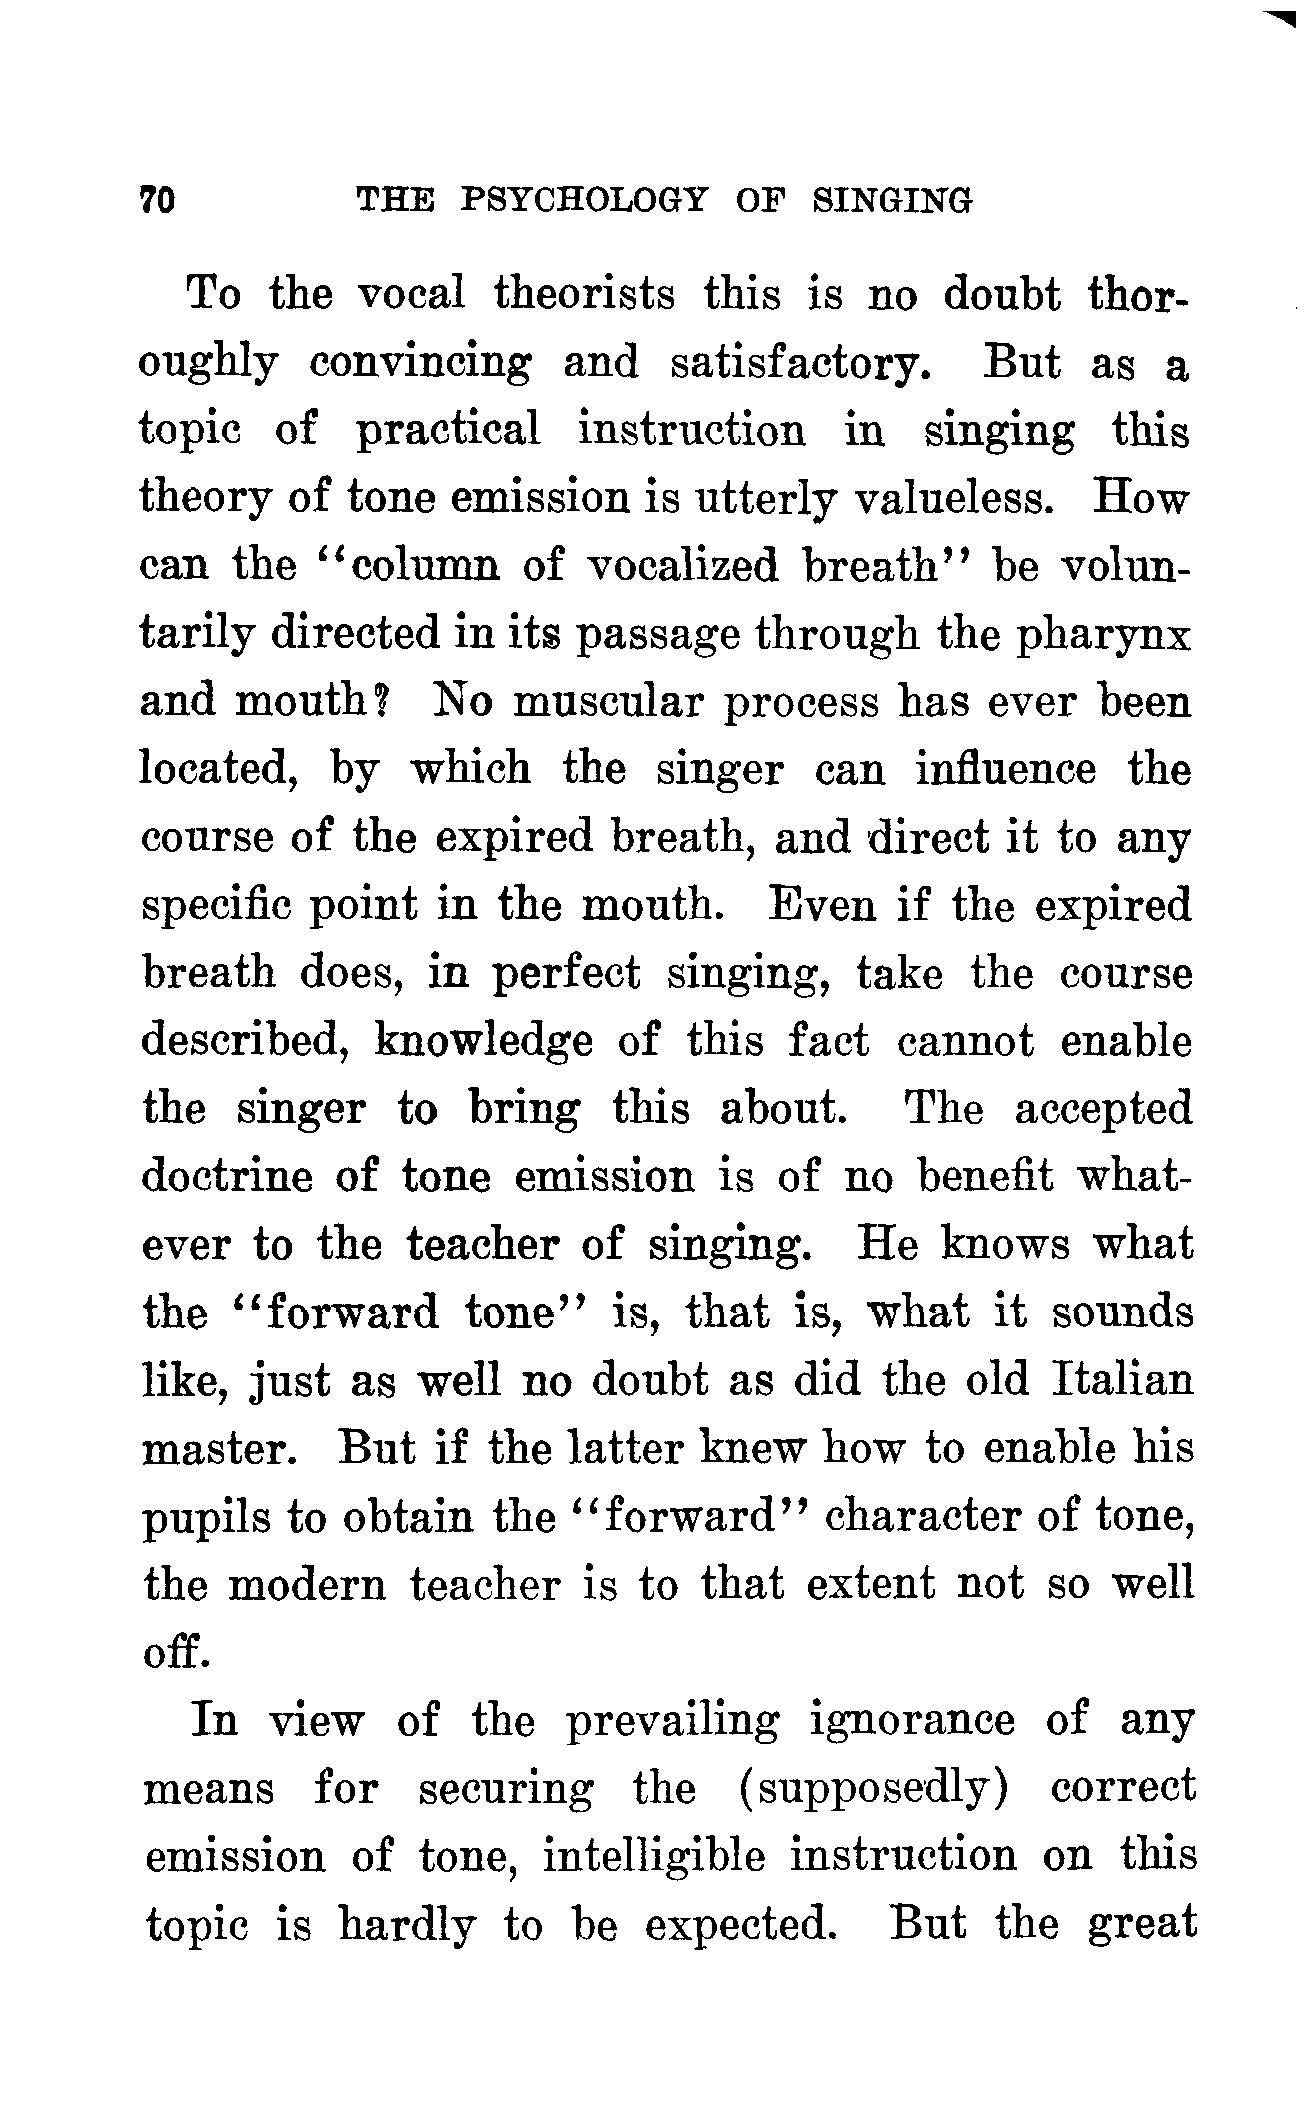 70 THE PSYCHOLOGY OF SINGING
To the vocal theorists this is no doubt thor-
oughly convincing and satisfactory. But as a
topic of practical instruction in singing this
theory of tone emission is utterly valueless. How
can the "column of vocalized breath" be volun-
tarily directed in its passage through the pharynx
and mouth? No muscular process has ever been
located, by which the singer can influence the
course of the expired breath, and direct it to any
specific point in the mouth. Even if the expired
breath does, in perfect singing, take the course
described, knowledge of this fact cannot enable
the singer to bring this about. The accepted
doctrine of tone emission is of no benefit what-
ever to the teacher of singing. He knows what
the "forward tone" is, that is, what it sounds
like, just as well no doubt as did the old Italian
master. But if the latter knew how to enable his
pupils to obtain the "forward" character of tone,
the modern teacher is to that extent not so well
off.
In view of the prevailing ignorance of any
means for securing the (supposedly) correct
emission of tone, intelligible instruction on this
topic is hardly to be expected. But the great